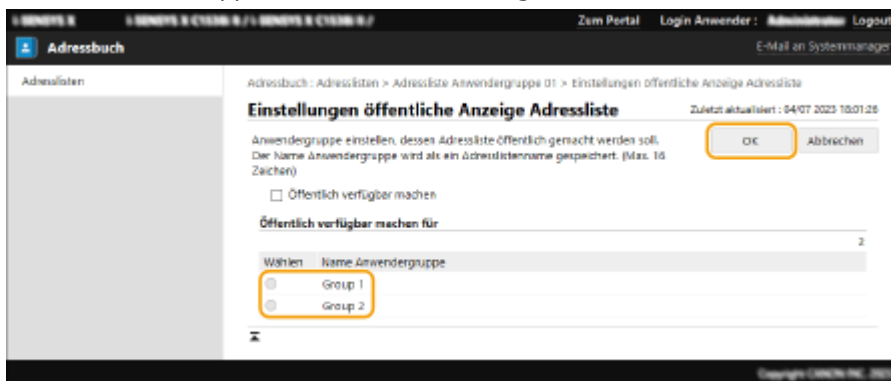 Zum Portal Login Anwender : Logout
Adressbuch
E-Mail an Systemmanager
Adresslisten
Adressbuch : Adresslisten > Adressliste Anwendergruppe 01 > Einstellungen öffentliche Anzeige Adressliste
Einstellungen öffentliche Anzeige Adressliste
Zuletzt aktualisiert : 04/07 2023 18:01:26
Anwendergruppe einstellen, dessen Adressliste öffentlich gemacht werden soll.
Der Name Anwendergruppe wird als ein Adresslistenname gespeichert. (Max. 16
Zeichen)
OK Abbrechen
Öffentlich verfügbar machen
Öffentlich verfügbar machen für
2
Wählen Name Anwendergruppe
Group 1
Group 2
Copyright CANON INC.